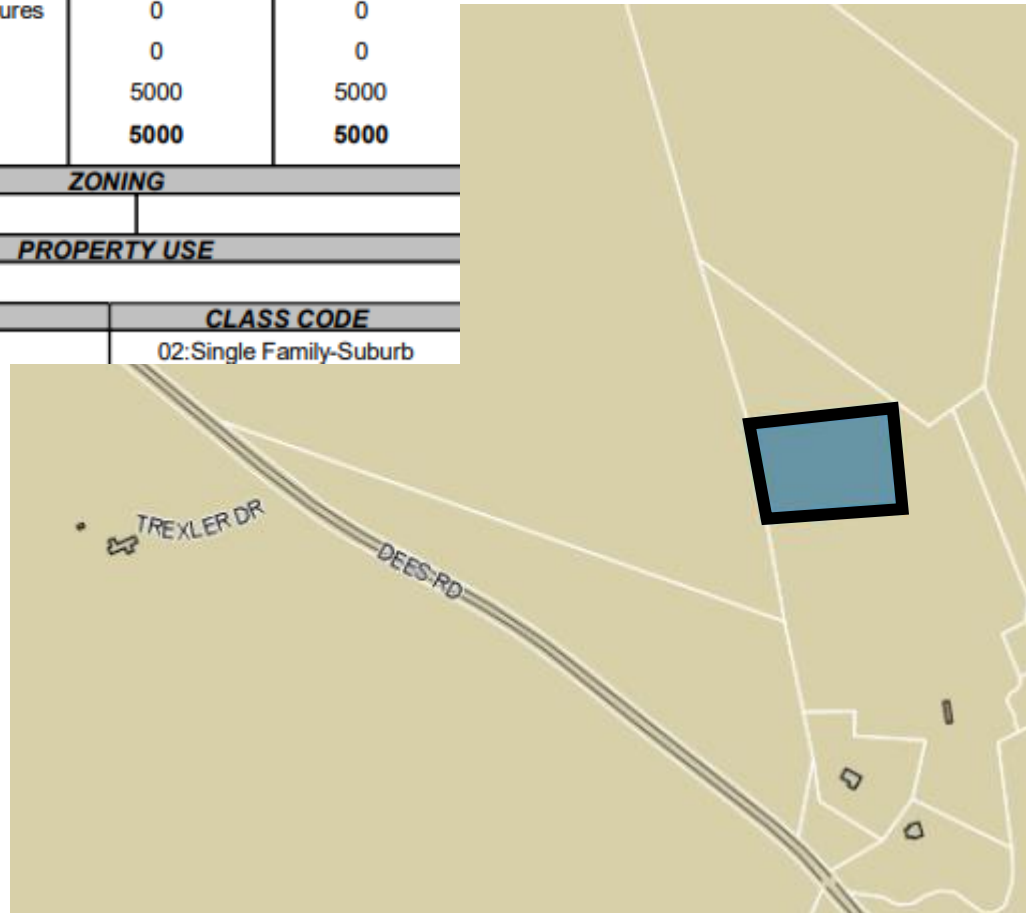 ures 0 0
0 0
5000 5000
5000 5000
ZONING
PROPERTY USE
CLASS CODE
02:Single Family-Suburb
TREXLER DR
DEES RD